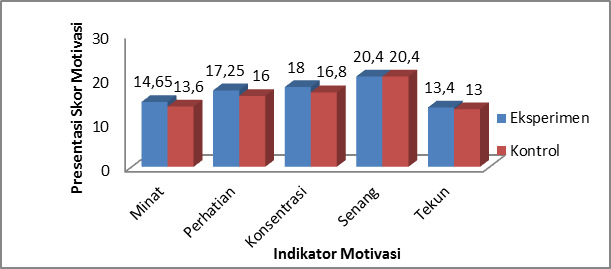 Presentasi Skor Motivasi
30
20
10
0
14,65
13,6
17,25
16
18
16,8
20,4
20,4
13,4
13
Minat
Perhatian
Konsentrasi
Senang
Tekun
Indikator Motivasi
Eksperimen
Kontrol